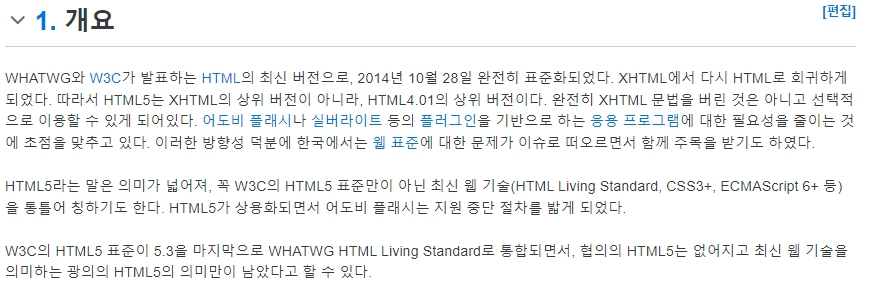 1. 개요
[편집]
WHATWG와 W3C가 발표하는 HTML의 최신 버전으로, 2014년 10월 28일 완전히 표준화되었다. XHTML에서 다시 HTML로 회귀하게
되었다. 따라서 HTML5는 XHTML의 상위 버전이 아니라, HTML4.01의 상위 버전이다. 완전히 XHTML 문법을 버린 것은 아니고 선택적
으로 이용할 수 있게 되어있다. 어도비 플래시나 실버라이트 등의 플러그인을 기반으로 하는 응용 프로그램에 대한 필요성을 줄이는 것
에 초점을 맞추고 있다. 이러한 방향성 덕분에 한국에서는 웹 표준에 대한 문제가 이슈로 떠오르면서 함께 주목을 받기도 하였다.
HTML5라는 말은 의미가 넓어져, 꼭 W3C의 HTML5 표준만이 아닌 최신 웹 기술(HTML Living Standard, CSS3+, ECMAScript 6+ 등)
을 통틀어 칭하기도 한다. HTML5가 상용화되면서 어도비 플래시는 지원 중단 절차를 밟게 되었다.
W3C의 HTML5 표준이 5.3을 마지막으로 WHATWG HTML Living Standard로 통합되면서, 협의의 HTML5는 없어지고 최신 웹 기술을
의미하는 광의의 HTML5의 의미만이 남았다고 할 수 있다.